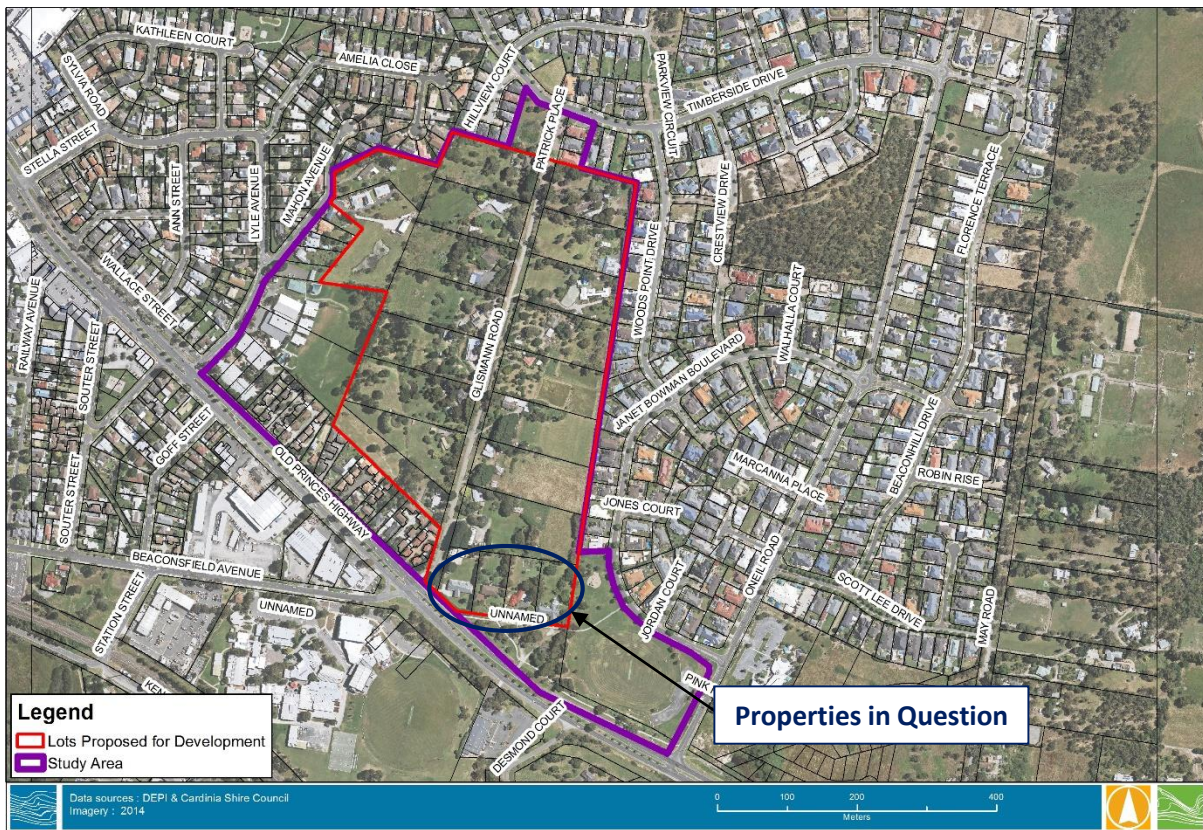 KATHLEEN COURT
AMELIA CLOSE
SYLVIA ROAD
STELLA STREET
HILLVIEW COURT
PATRICK PLACE
PARKVIEW CIRCUIT
TIMBERSIDE DRIVE
ANN STREET
LYLE AVENUE
MAHON AVENUE
CRESTVIEW DRIVE
FLORENCE TERRACE
WALLACE STREET
RAILWAY AVENUE
SOUTER STREET
SOUTER STREET
GOFF STREET
GLISMANN ROAD
WOODS POINT DRIVE
JANET BOWMAN BOULEVARD
WALHALLA COURT
BEACONHILL DRIVE
MARCANNA PLACE
ROBIN RISE
OLD PRINCES HIGHWAY
JONES COURT
BEACONSFIELD AVENUE
STATION STREET
UNNAMED
UNNAMED
JORDAN COURT
ONEIL ROAD
SCOTT LEE DRIVE
MAY ROAD
PINK
KEN
DESMOND COURT
Properties in Question
Legend
Lots Proposed for Development
Study Area
Data sources : DEPI & Cardinia Shire Council
Imagery : 2014
0 100 200 400
Meters